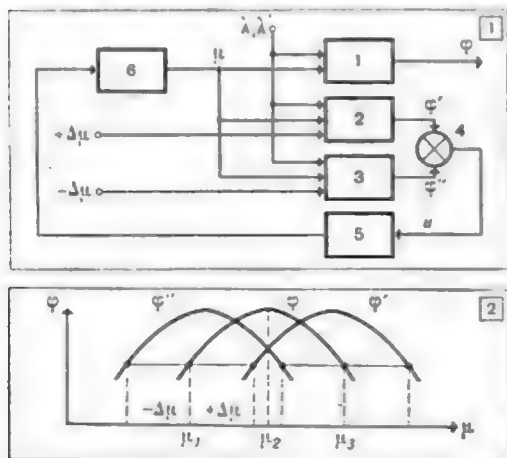 λ, λ' 1
6 μ 1 φ
+Δμ 2 φ' 4
-Δμ 3 φ''
5 u
φ φ'' φ φ' 2
-Δμ +Δμ
μ₁ μ₂ μ₃ μ